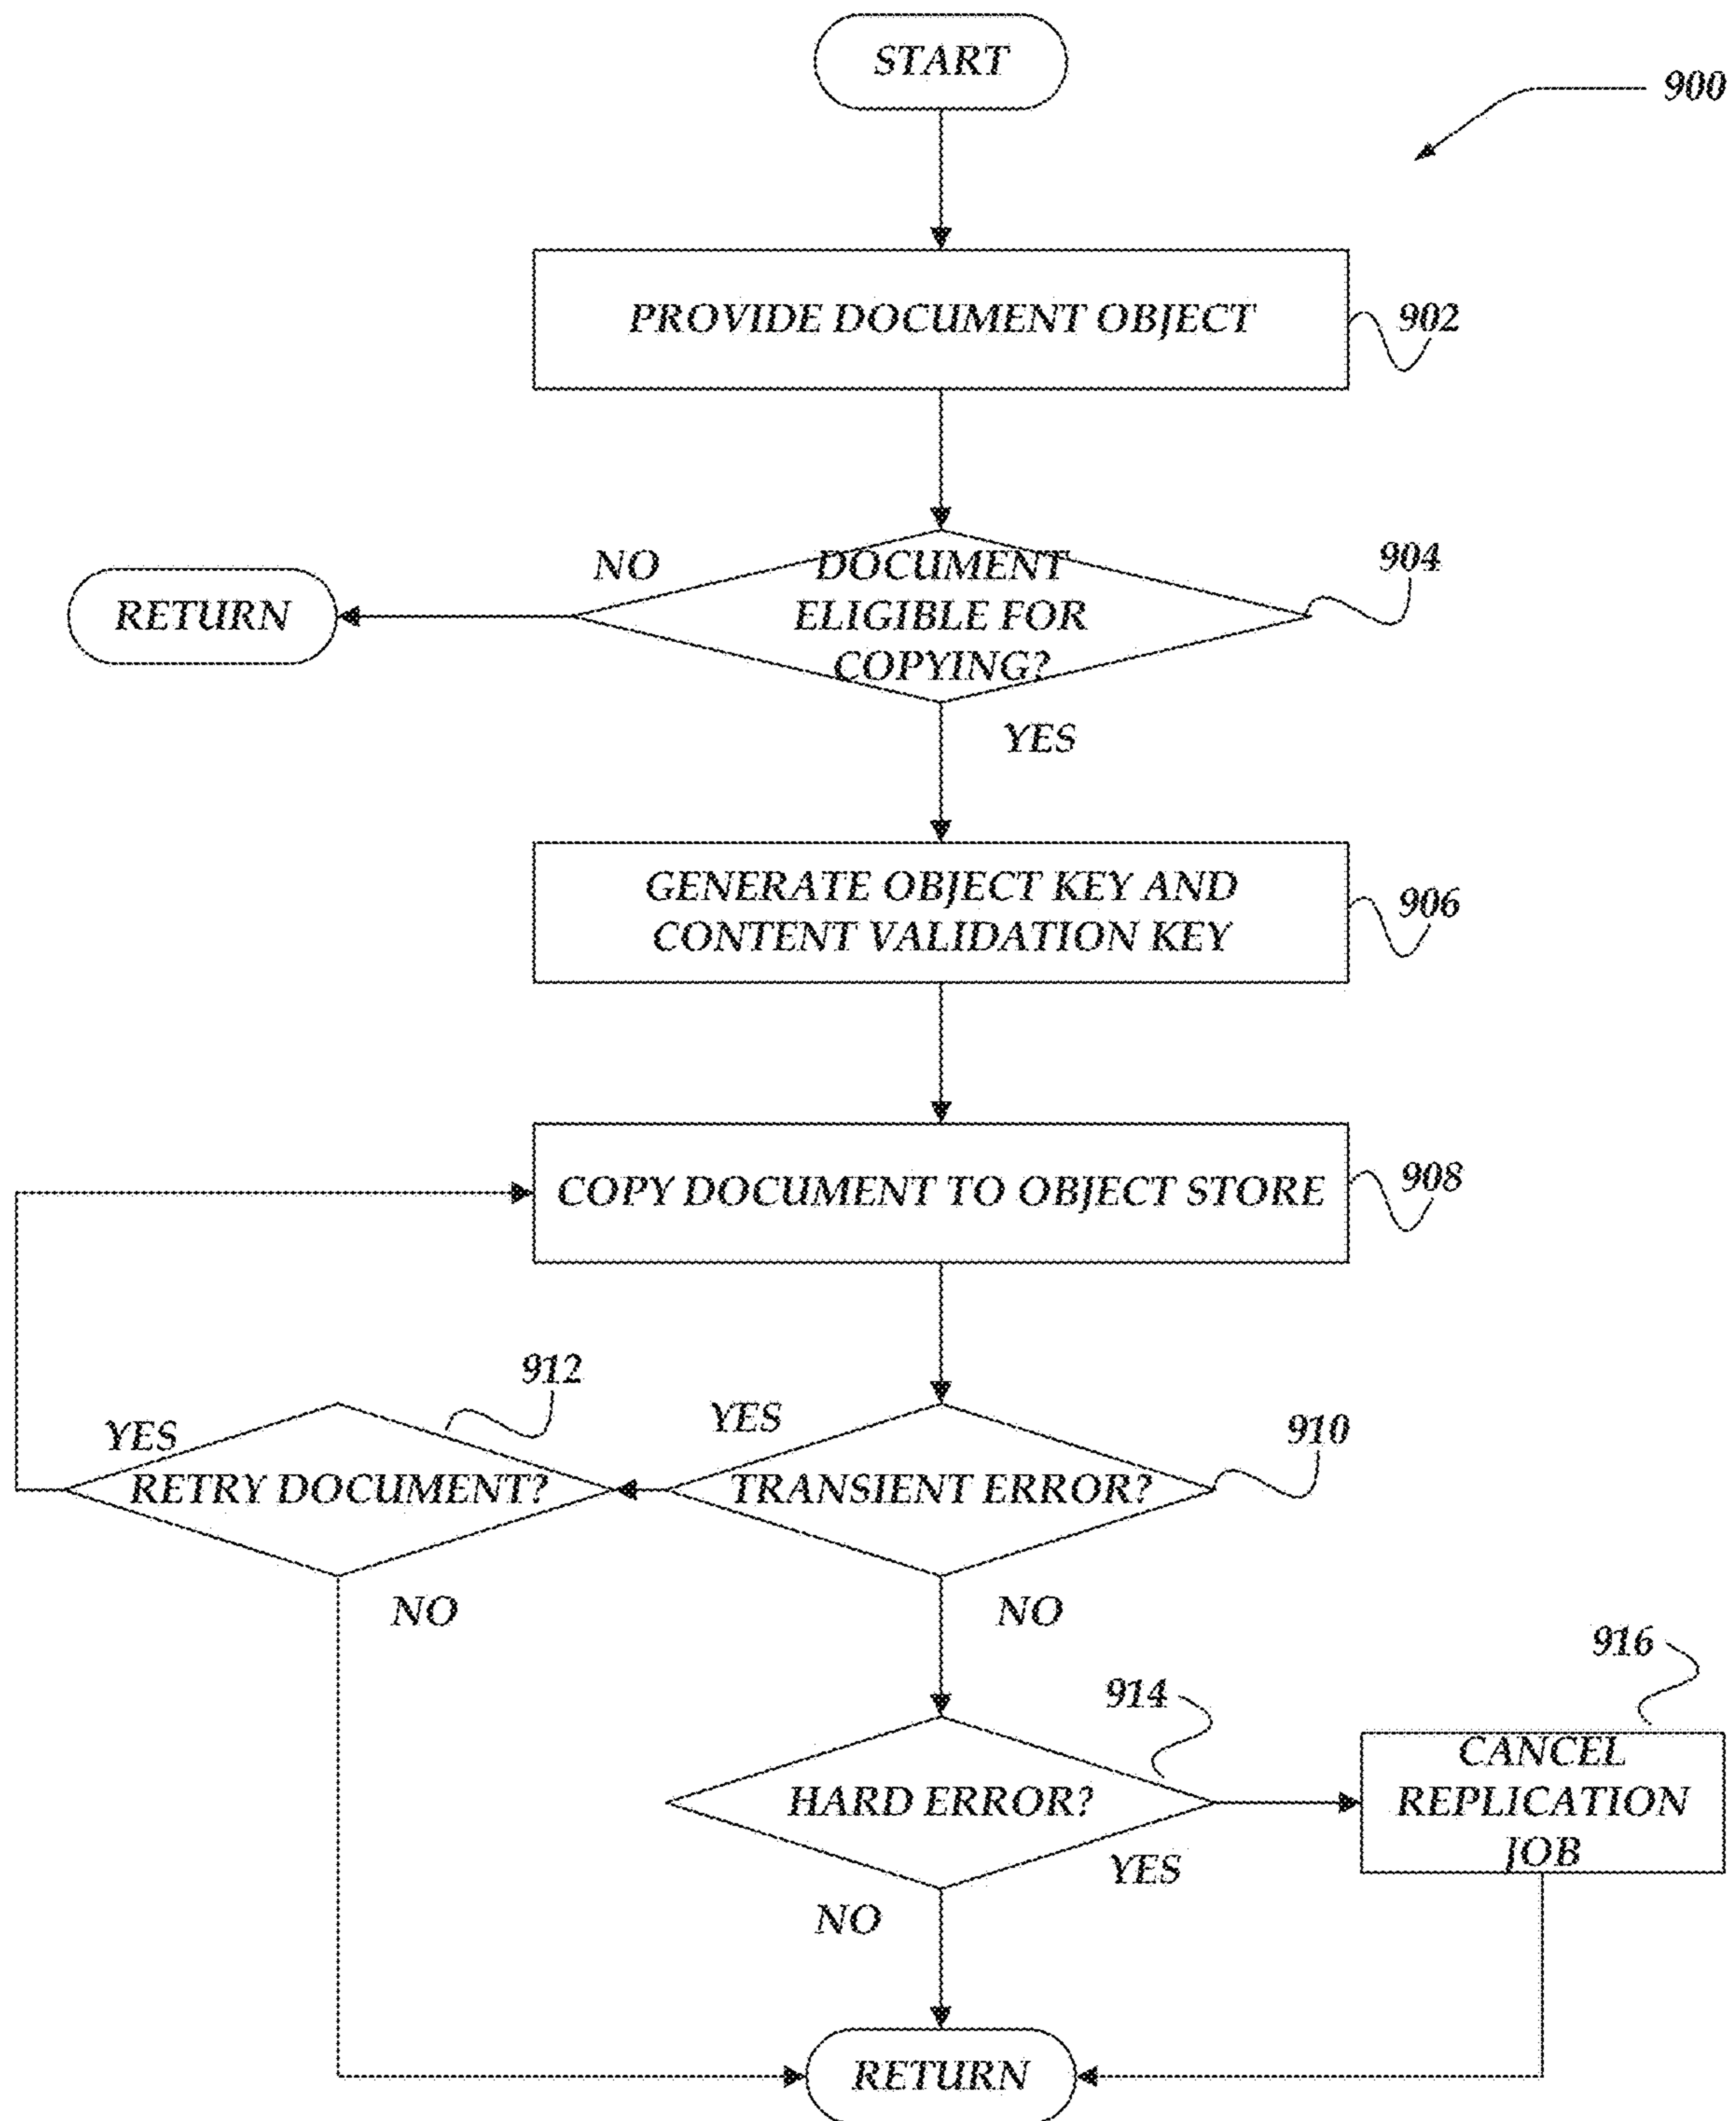 START
900
PROVIDE DOCUMENT OBJECT
902
NO
DOCUMENT
ELIGIBLE FOR
COPYING?
904
RETURN
YES
GENERATE OBJECT KEY AND
CONTENT VALIDATION KEY
906
COPY DOCUMENT TO OBJECT STORE
908
912
YES
RETRY DOCUMENT?
NO
YES
TRANSIENT ERROR?
910
NO
914
HARD ERROR?
YES
NO
916
CANCEL
REPLICATION
JOB
RETURN